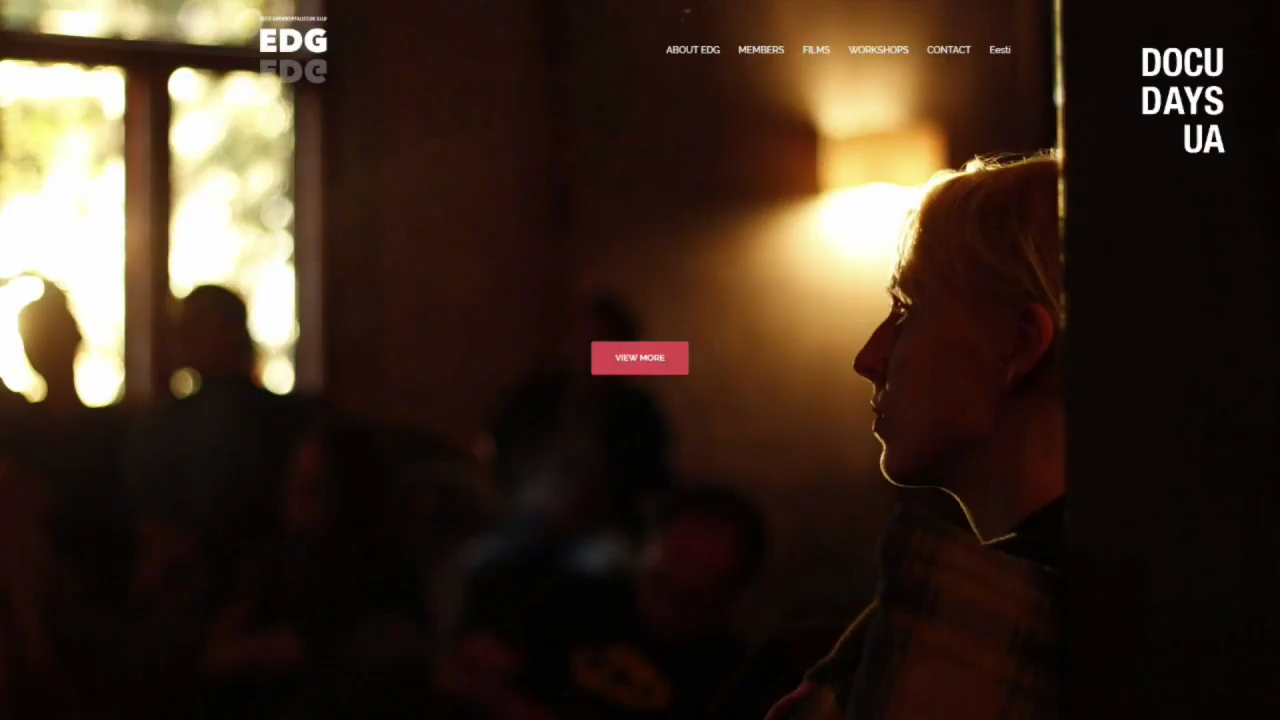 EDG
ABOUT EDG MEMBERS FILMS WORKSHOPS CONTACT Eesti
DOCU
DAYS
UA
VIEW MORE